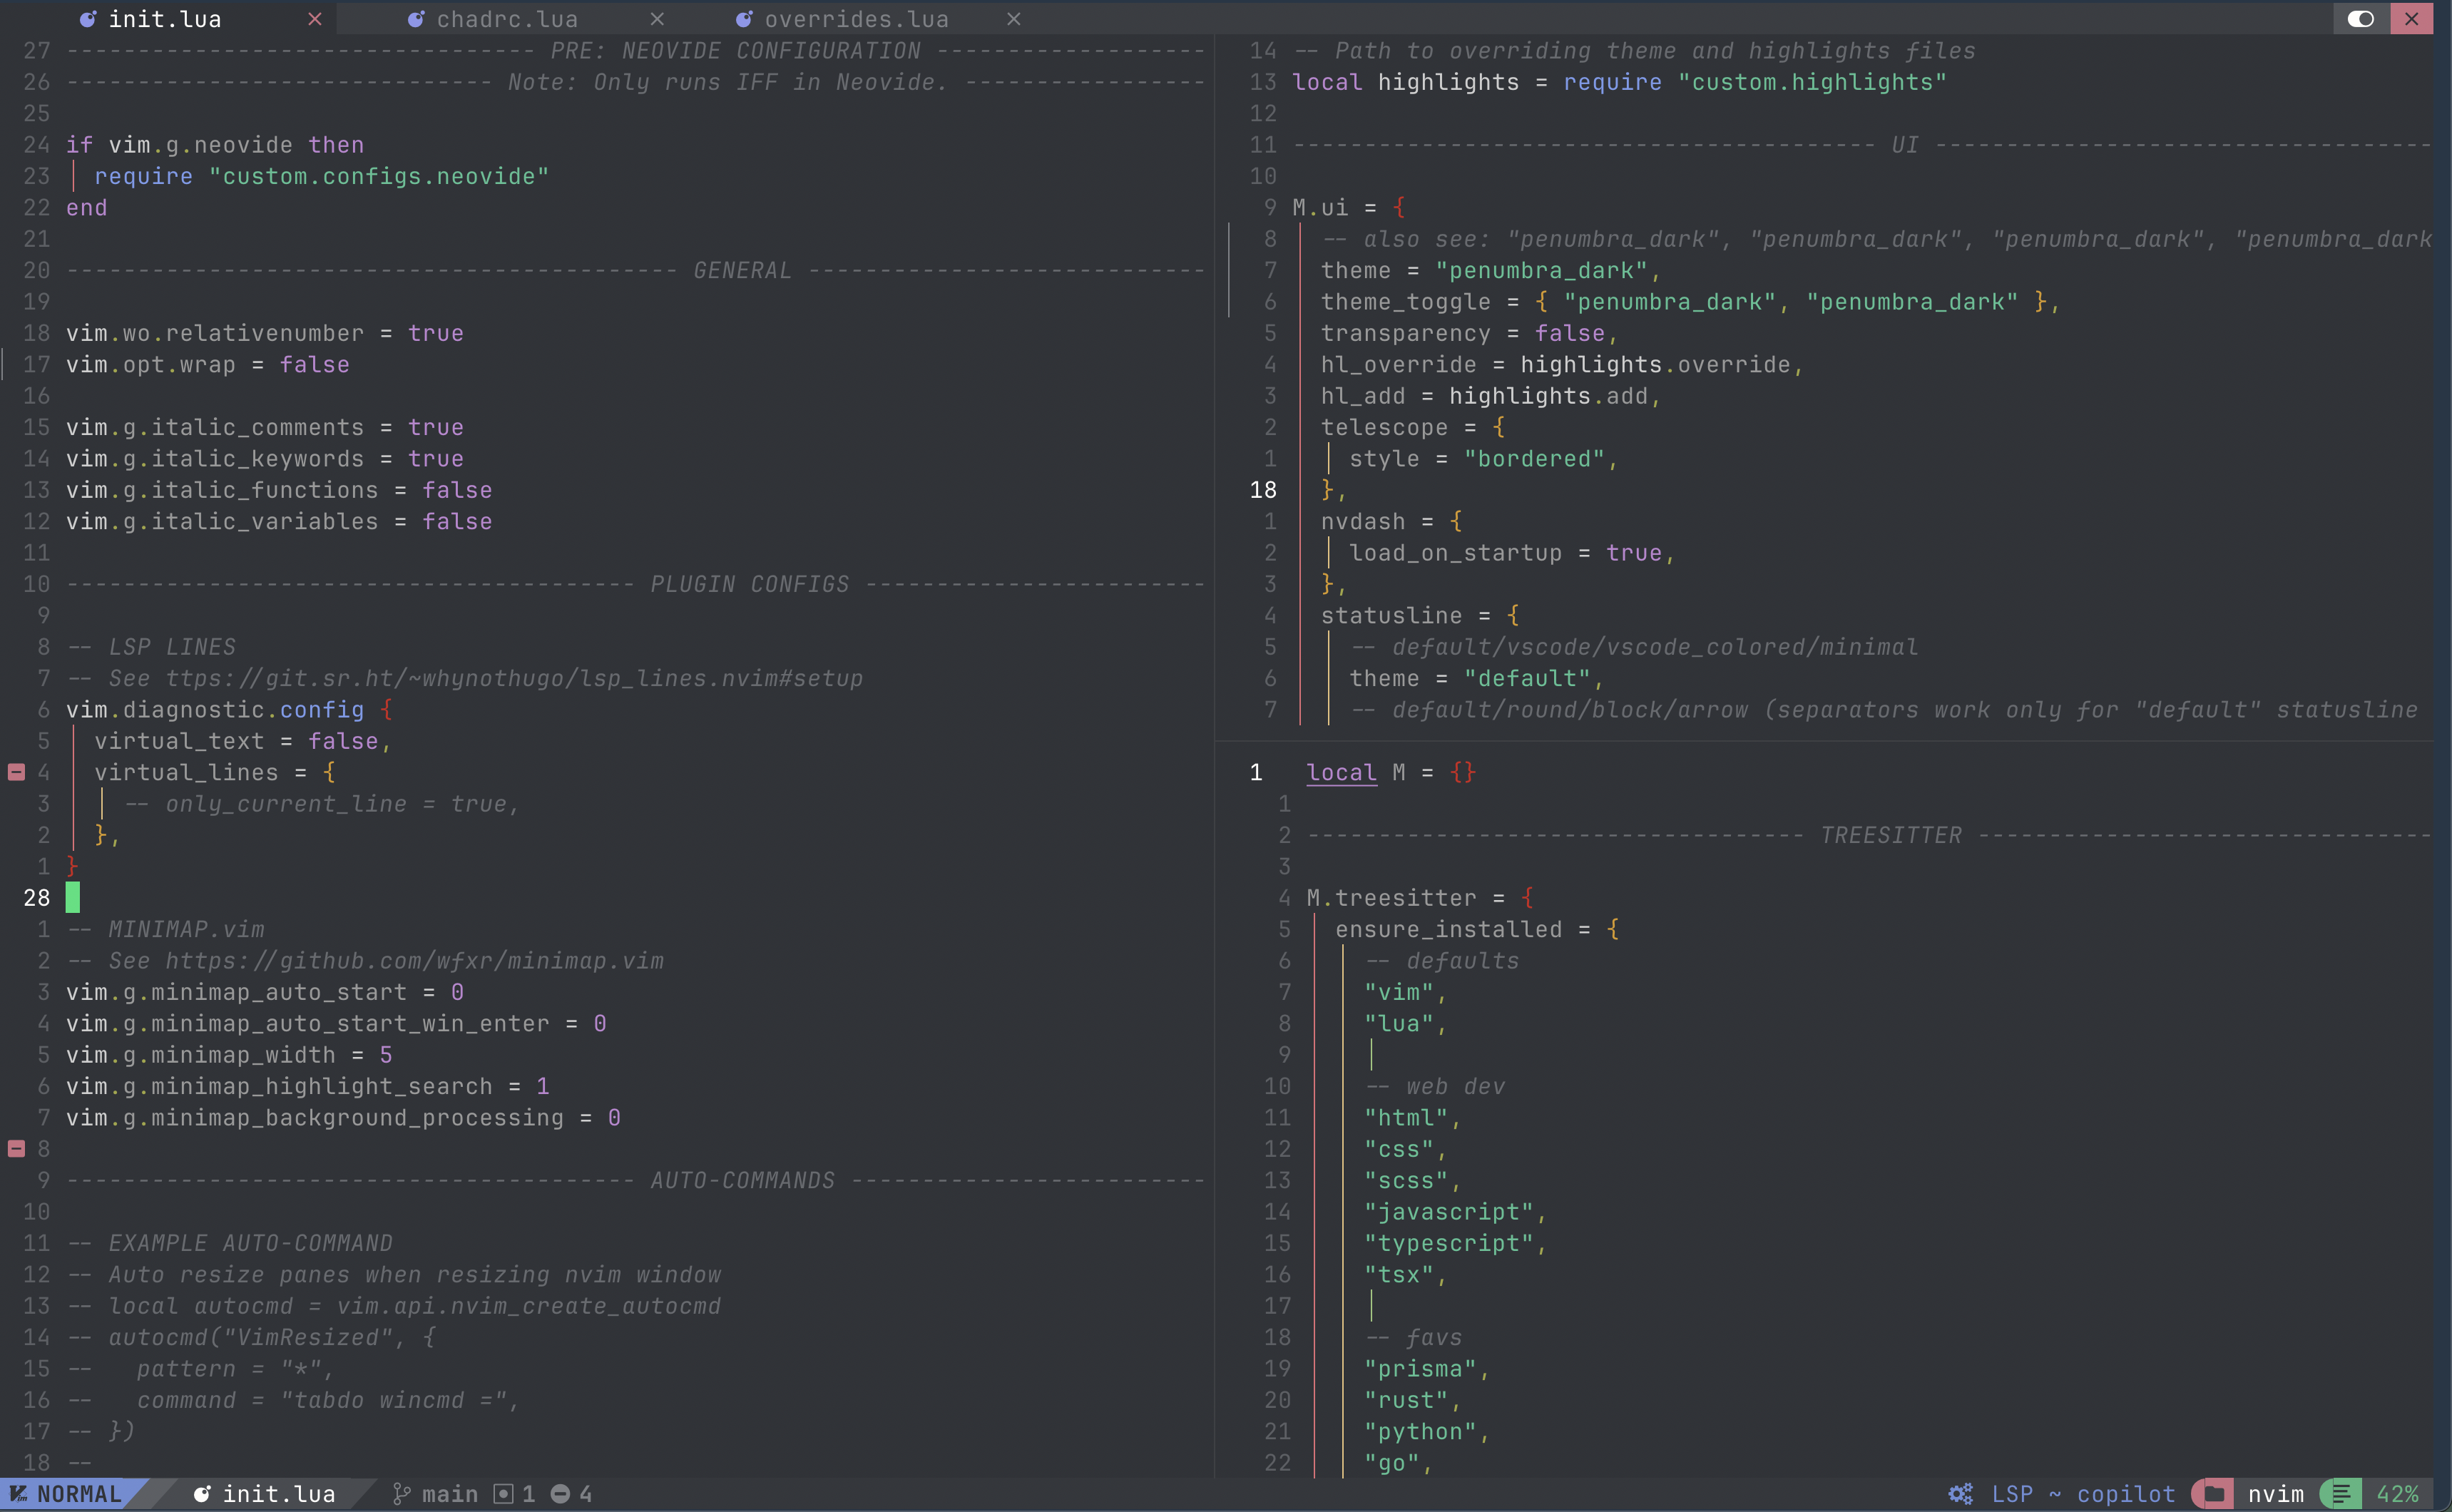 init.lua × chadrc.lua × overrides.lua × ×
27 --------------------------------- PRE: NEOVIDE CONFIGURATION -------------------
26 ------------------------------ Note: Only runs IFF in Neovide. -----------------
25
24 if vim.g.neovide then
23 require "custom.configs.neovide"
22 end
21
20 ------------------------------------------- GENERAL ----------------------------
19
18 vim.wo.relativenumber = true
17 vim.opt.wrap = false
16
15 vim.g.italic_comments = true
14 vim.g.italic_keywords = true
13 vim.g.italic_functions = false
12 vim.g.italic_variables = false
11
10 ---------------------------------------- PLUGIN CONFIGS ------------------------
9
8 -- LSP LINES
7 -- See ttps://git.sr.ht/~whynothugo/lsp_lines.nvim#setup
6 vim.diagnostic.config {
5 virtual_text = false,
4 virtual_lines = {
3 -- only_current_line = true,
2 },
1 }
28
1 -- MINIMAP.vim
2 -- See https://github.com/wfxr/minimap.vim
3 vim.g.minimap_auto_start = 0
4 vim.g.minimap_auto_start_win_enter = 0
5 vim.g.minimap_width = 5
6 vim.g.minimap_highlight_search = 1
7 vim.g.minimap_background_processing = 0
8
9 ---------------------------------------- AUTO-COMMANDS -------------------------
10
11 -- EXAMPLE AUTO-COMMAND
12 -- Auto resize panes when resizing nvim window
13 -- local autocmd = vim.api.nvim_create_autocmd
14 -- autocmd("VimResized", {
15 --   pattern = "*",
16 --   command = "tabdo wincmd =",
17 -- })
18 --
14 -- Path to overriding theme and highlights files
13 local highlights = require "custom.highlights"
12
11 ----------------------------------------- UI -----------------------------------
10
9 M.ui = {
8 -- also see: "penumbra_dark", "penumbra_dark", "penumbra_dark", "penumbra_dark
7 theme = "penumbra_dark",
6 theme_toggle = { "penumbra_dark", "penumbra_dark" },
5 transparency = false,
4 hl_override = highlights.override,
3 hl_add = highlights.add,
2 telescope = {
1 style = "bordered",
18 },
1 nvdash = {
2 load_on_startup = true,
3 },
4 statusline = {
5 -- default/vscode/vscode_colored/minimal
6 theme = "default",
7 -- default/round/block/arrow (separators work only for "default" statusline
1 local M = {}
1
2 ----------------------------------- TREESITTER --------------------------------
3
4 M.treesitter = {
5 ensure_installed = {
6 -- defaults
7 "vim",
8 "lua",
9
10 -- web dev
11 "html",
12 "css",
13 "scss",
14 "javascript",
15 "typescript",
16 "tsx",
17
18 -- favs
19 "prisma",
20 "rust",
21 "python",
22 "go",
NORMAL init.lua main 1 4 LSP ~ copilot nvim 42%